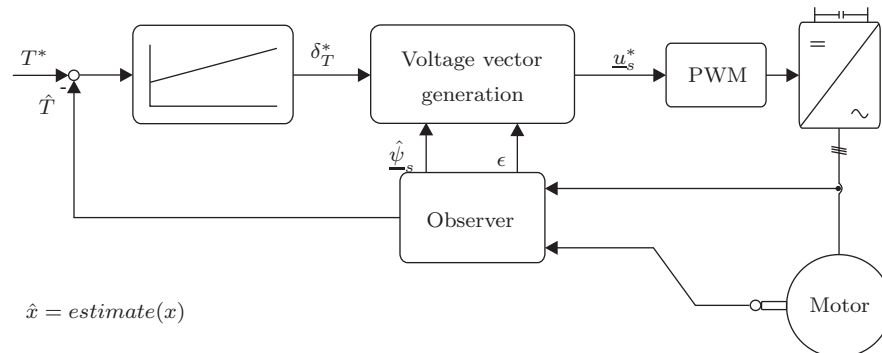 T* δ*_T Voltage vector generation u*_s PWM =
T̂ - ~
ψ̂_s ϵ
Observer
Motor
x̂ = estimate(x)